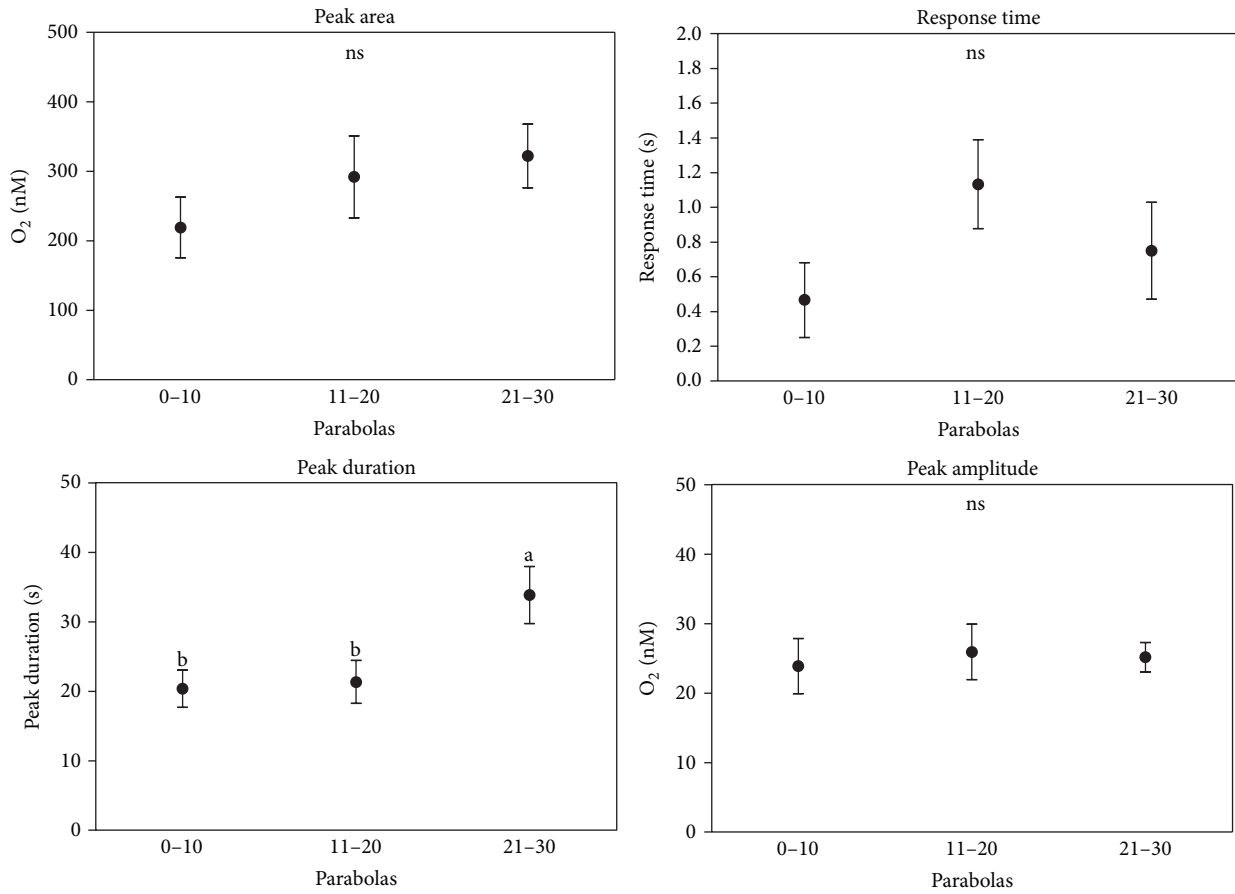 Peak area
500
400
300
200
100
0
O₂ (nM)
ns
0–10
11–20
21–30
Parabolas
Response time
2.0
1.8
1.6
1.4
1.2
1.0
0.8
0.6
0.4
0.2
0.0
Response time (s)
ns
0–10
11–20
21–30
Parabolas
Peak duration
50
40
30
20
10
0
Peak duration (s)
b
b
a
0–10
11–20
21–30
Parabolas
Peak amplitude
50
40
30
20
10
0
O₂ (nM)
ns
0–10
11–20
21–30
Parabolas